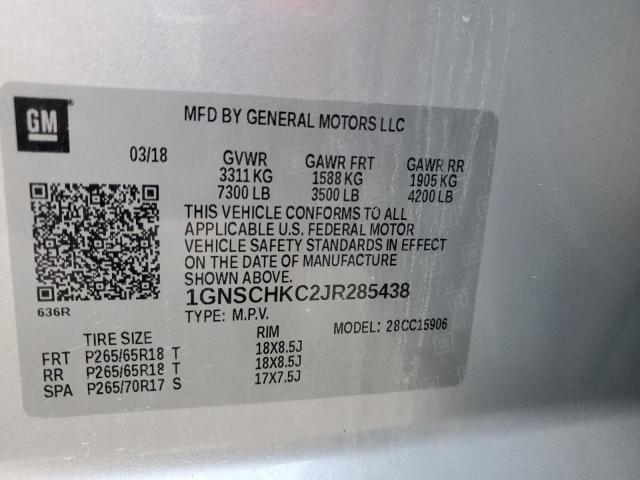 GM
MFD BY GENERAL MOTORS LLC
03/18 GVWR GAWR FRT GAWR RR
3311 KG 1588 KG 1905 KG
7300 LB 3500 LB 4200 LB
THIS VEHICLE CONFORMS TO ALL
APPLICABLE U.S. FEDERAL MOTOR
VEHICLE SAFETY STANDARDS IN EFFECT
ON THE DATE OF MANUFACTURE
SHOWN ABOVE.
1GNSCHKC2JR285438
636R
TYPE: M.P.V. MODEL: 28CC15906
TIRE SIZE RIM
FRT P265/65R18 T 18X8.5J
RR P265/65R18 T 18X8.5J
SPA P265/70R17 S 17X7.5J